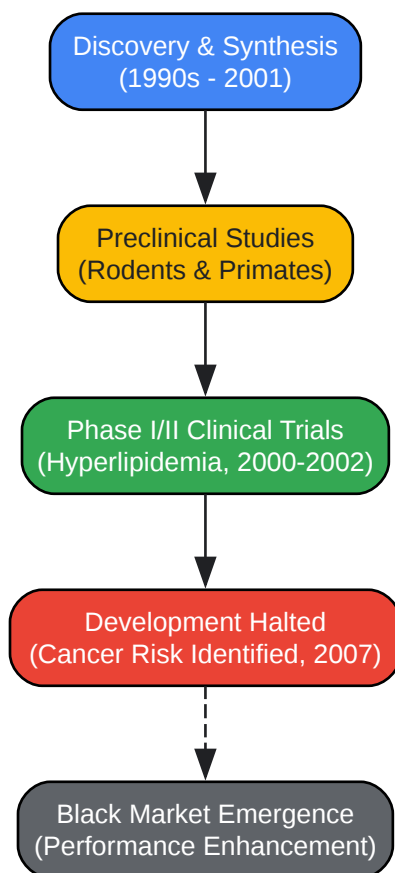 Discovery & Synthesis
(1990s - 2001)
Preclinical Studies
(Rodents & Primates)
Phase I/II Clinical Trials
(Hyperlipidemia, 2000-2002)
Development Halted
(Cancer Risk Identified, 2007)
Black Market Emergence
(Performance Enhancement)